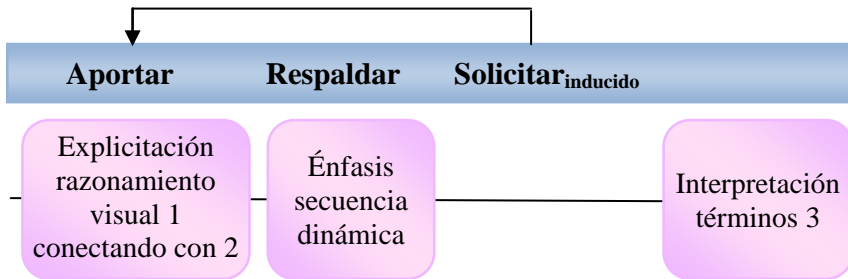 Aportar Respaldar Solicitarinducido
Explicitación
razonamiento
visual 1
conectando con 2
Énfasis
secuencia
dinámica
Interpretación
términos 3